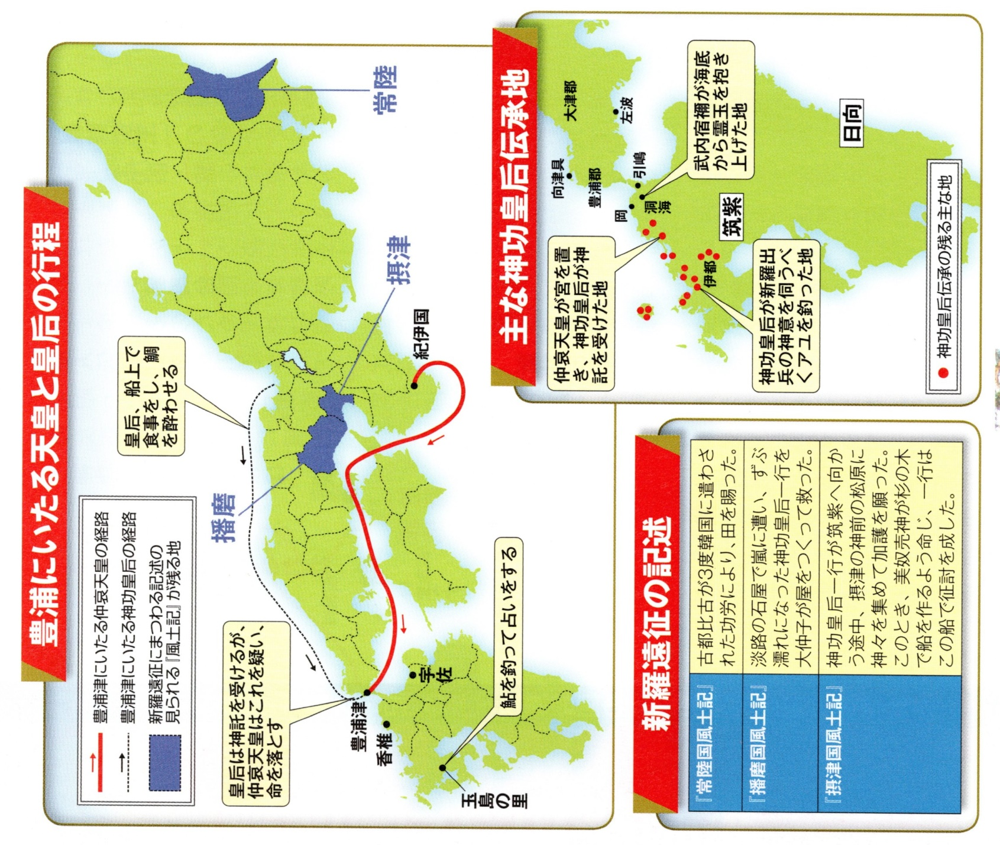 豊浦にいたる天皇と皇后の行程
豊浦津にいたる仲哀天皇の経路
豊浦津にいたる神功皇后の経路
新羅遠征にまつわる記述の
見られる『風土記』が残る地
皇后、船上で
食事をし、鯛
を酔わせる
常陸
摂津
播磨
紀伊国
皇后は神託を受けるが、
仲哀天皇はこれを疑い、
命を落とす
豊浦津
香椎
宇佐
鮎を釣って占いをする
玉島の里
主な神功皇后伝承地
大津郡
向津具
左波
豊浦郡
引嶋
岡
洞海
武内宿禰が海底
から霊玉を抱き
上げた地
仲哀天皇が宮を置
き、神功皇后が神
託を受けた地
筑紫
日向
伊都
神功皇后が新羅出
兵の神意を伺うべ
くアユを釣った地
神功皇后伝承の残る主な地
新羅遠征の記述
『常陸国風土記』
古都比古が3度韓国に遣わさ
れた功労により、田を賜った。
『播磨国風土記』
淡路の石屋で嵐に遭い、ずぶ
濡れになった神功皇后一行を
大仲子が屋をつくって救った。
『摂津国風土記』
神功皇后一行が筑紫へ向か
う途中、摂津の神前の松原に
神々を集めて加護を願った。
このとき、美奴売神が杉の木
で船を作るよう命じ、一行は
この船で征討を成した。